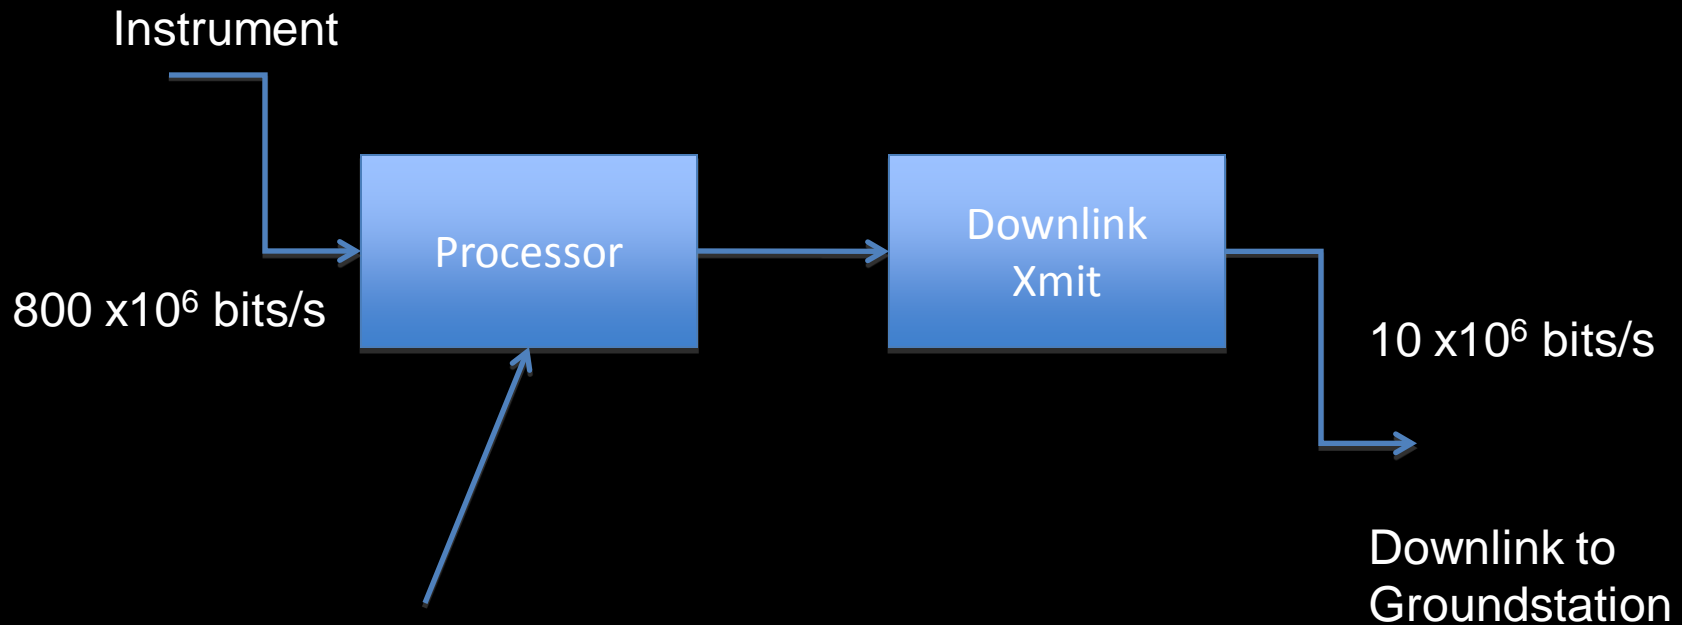 Instrument
800 x10⁶ bits/s
Processor
Downlink
Xmit
10 x10⁶ bits/s
Downlink to
Groundstation